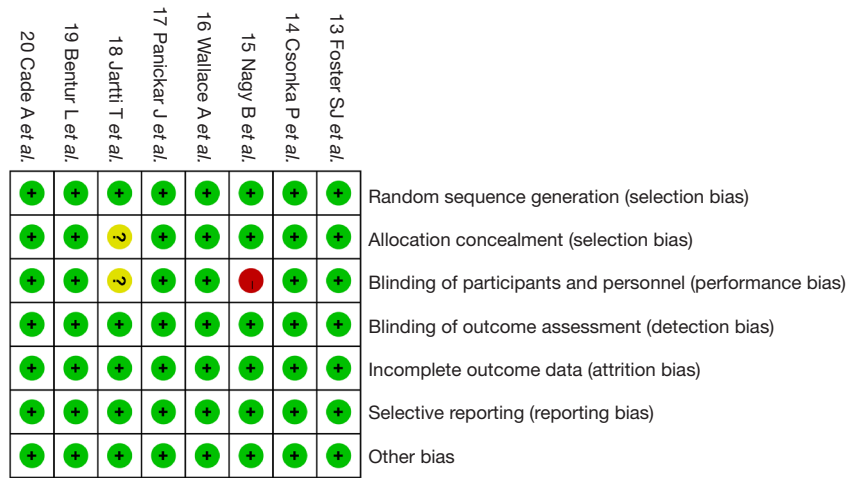 20 Cade A et al.
19 Bentur L et al.
18 Jartti T et al.
17 Panickar J et al.
16 Wallace A et al.
15 Nagy B et al.
14 Csonka P et al.
13 Foster SJ et al.
+ + + + + + + + Random sequence generation (selection bias)
+ + ? + + + + + Allocation concealment (selection bias)
+ + ? + + - + + Blinding of participants and personnel (performance bias)
+ + + + + + + + Blinding of outcome assessment (detection bias)
+ + + + + + + + Incomplete outcome data (attrition bias)
+ + + + + + + + Selective reporting (reporting bias)
+ + + + + + + + Other bias